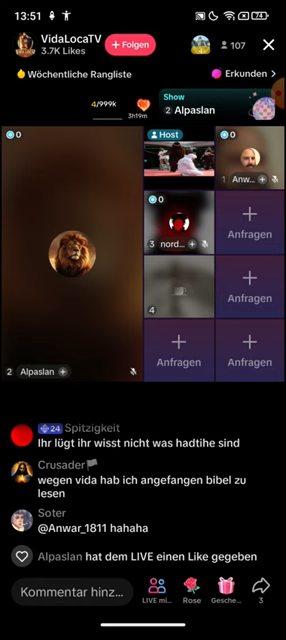 13:51
74
VidaLocaTV
3.7K Likes
+ Folgen
107
Wöchentliche Rangliste
Erkunden >
4/999k
3h19m
Show
2 Alpaslan
0
Host
0
1 Anw...
Anfragen
0
3 nord...
Anfragen
4
Anfragen
Anfragen
Anfragen
2 Alpaslan
24 Spitzigkeit
Ihr lügt ihr wisst nicht was hadtihe sind
Crusader
wegen vida hab ich angefangen bibel zu
lesen
Soter
@Anwar_1811 hahaha
Alpaslan hat dem LIVE einen Like gegeben
Kommentar hinz...
LIVE mi...
Rose
Gesche...
3